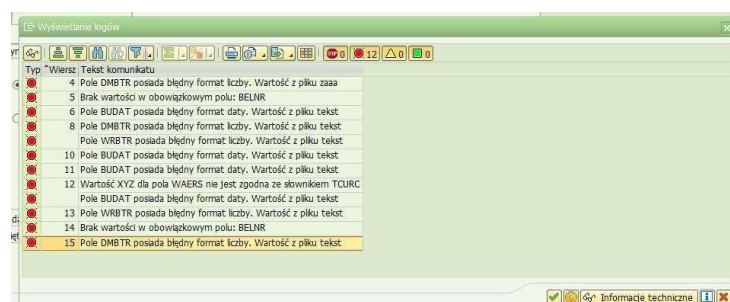 Wyświetlanie logów
0 12 0 0
Typ Wiersz Tekst komunikatu
4 Pole DMBTR posiada błędny format liczby. Wartość z pliku zaaa
5 Brak wartości w obowiązkowym polu: BELNR
6 Pole BUDAT posiada błędny format daty. Wartość z pliku tekst
8 Pole DMBTR posiada błędny format liczby. Wartość z pliku tekst
Pole WRBTR posiada błędny format liczby. Wartość z pliku tekst
10 Pole BUDAT posiada błędny format daty. Wartość z pliku tekst
11 Pole BUDAT posiada błędny format daty. Wartość z pliku tekst
12 Wartość XYZ dla pola WAERS nie jest zgodna ze słownikiem TCURC
Pole BUDAT posiada błędny format daty. Wartość z pliku tekst
13 Pole WRBTR posiada błędny format liczby. Wartość z pliku tekst
14 Brak wartości w obowiązkowym polu: BELNR
15 Pole DMBTR posiada błędny format liczby. Wartość z pliku tekst
Informacje techniczne